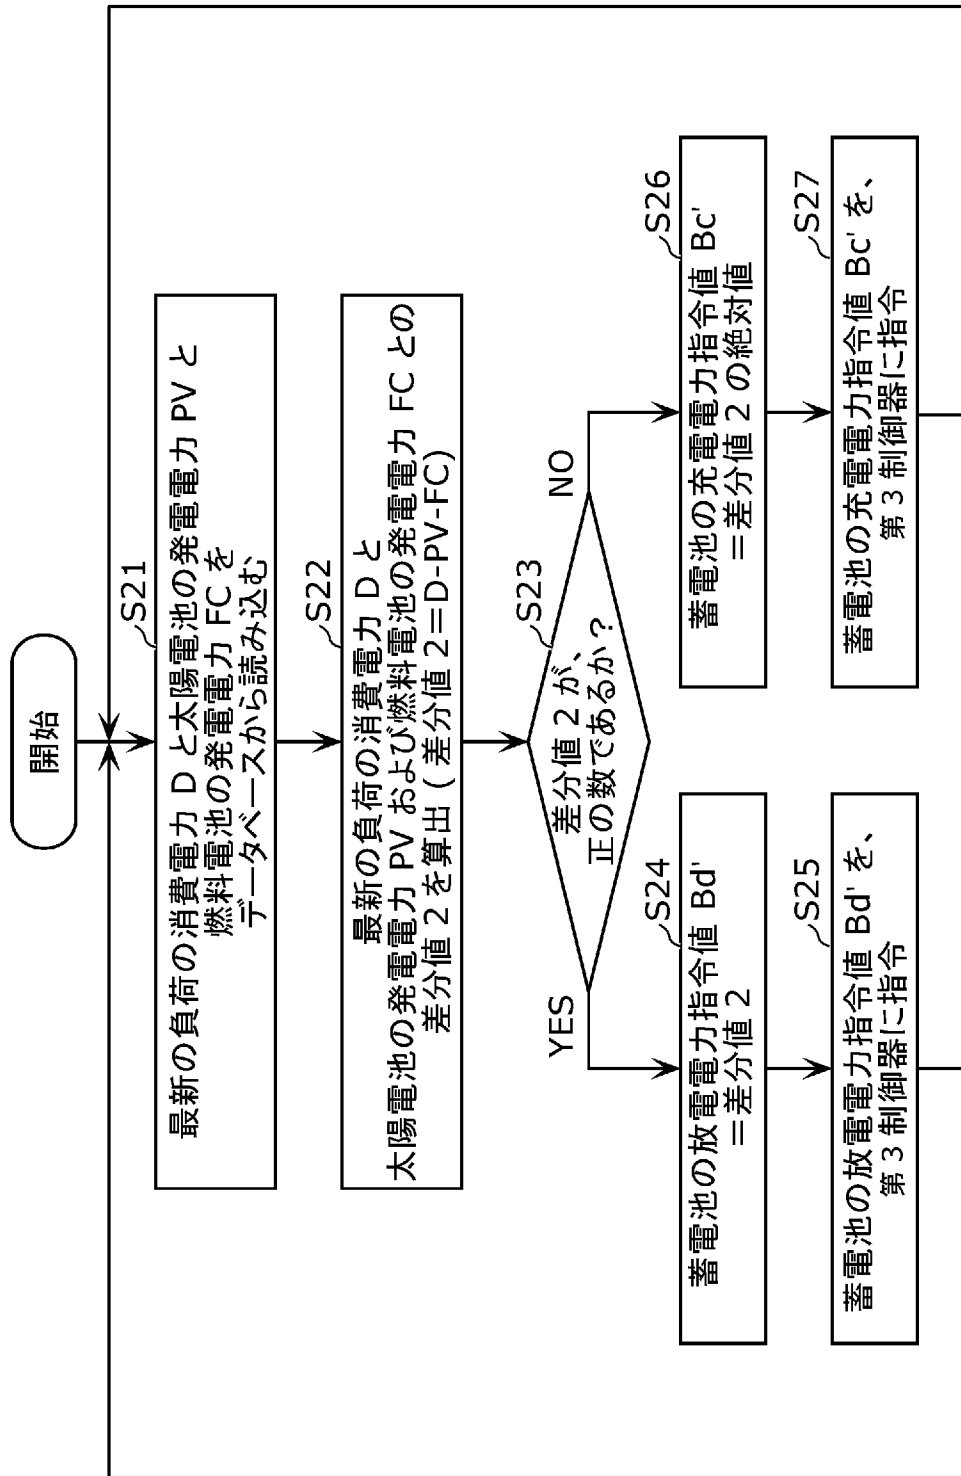 開始
S21
最新の負荷の消費電力 D と太陽電池の発電電力 PV と
燃料電池の発電電力 FC を
データベースから読み込む
S22
最新の負荷の消費電力 D と
太陽電池の発電電力 PV および燃料電池の発電電力 FC との
差分値 2 を算出 ( 差分値 2=D-PV-FC)
S23
差分値 2 が、
正の数であるか？
YES
NO
S24
蓄電池の放電電力指令値 Bd'
＝差分値 2
S25
蓄電池の放電電力指令値 Bd' を、
第 3 制御器に指令
S26
蓄電池の充電電力指令値 Bc'
＝差分値 2 の絶対値
S27
蓄電池の充電電力指令値 Bc' を、
第 3 制御器に指令